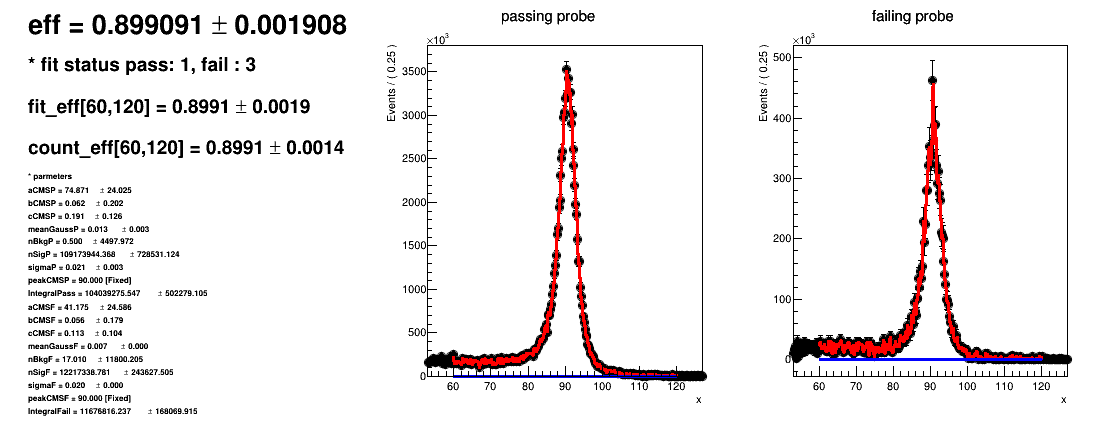 eff = 0.899091 ± 0.001908
* fit status pass: 1, fail : 3
fit_eff[60,120] = 0.8991 ± 0.0019
count_eff[60,120] = 0.8991 ± 0.0014
* parmeters
aCMSP = 74.871 ± 24.025
bCMSP = 0.062 ± 0.202
cCMSP = 0.191 ± 0.126
meanGaussP = 0.013 ± 0.003
nBkgP = 0.500 ± 4497.972
nSigP = 109173944.368 ± 728531.124
sigmaP = 0.021 ± 0.003
peakCMSP = 90.000 [Fixed]
IntegralPass = 104039275.547 ± 502279.105
aCMSF = 41.175 ± 24.586
bCMSF = 0.056 ± 0.179
cCMSF = 0.113 ± 0.104
meanGaussF = 0.007 ± 0.000
nBkgF = 17.010 ± 11800.205
nSigF = 12217338.781 ± 243627.505
sigmaF = 0.020 ± 0.000
peakCMSF = 90.000 [Fixed]
IntegralFail = 11676816.237 ± 168069.915
passing probe
×10³
Events / ( 0.25 )
3500
3000
2500
2000
1500
1000
500
0
60 70 80 90 100 110 120
x
failing probe
×10³
Events / ( 0.25 )
500
400
300
200
100
0
60 70 80 90 100 110 120
x